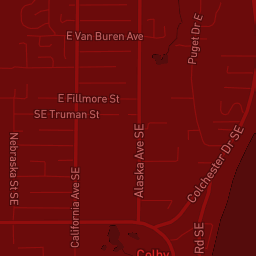 E Van Buren Ave
Puget Dr E
E Fillmore St
SE Truman St
Nebraska St SE
California Ave SE
Alaska Ave SE
Colchester Dr SE
Rd SE
Colby